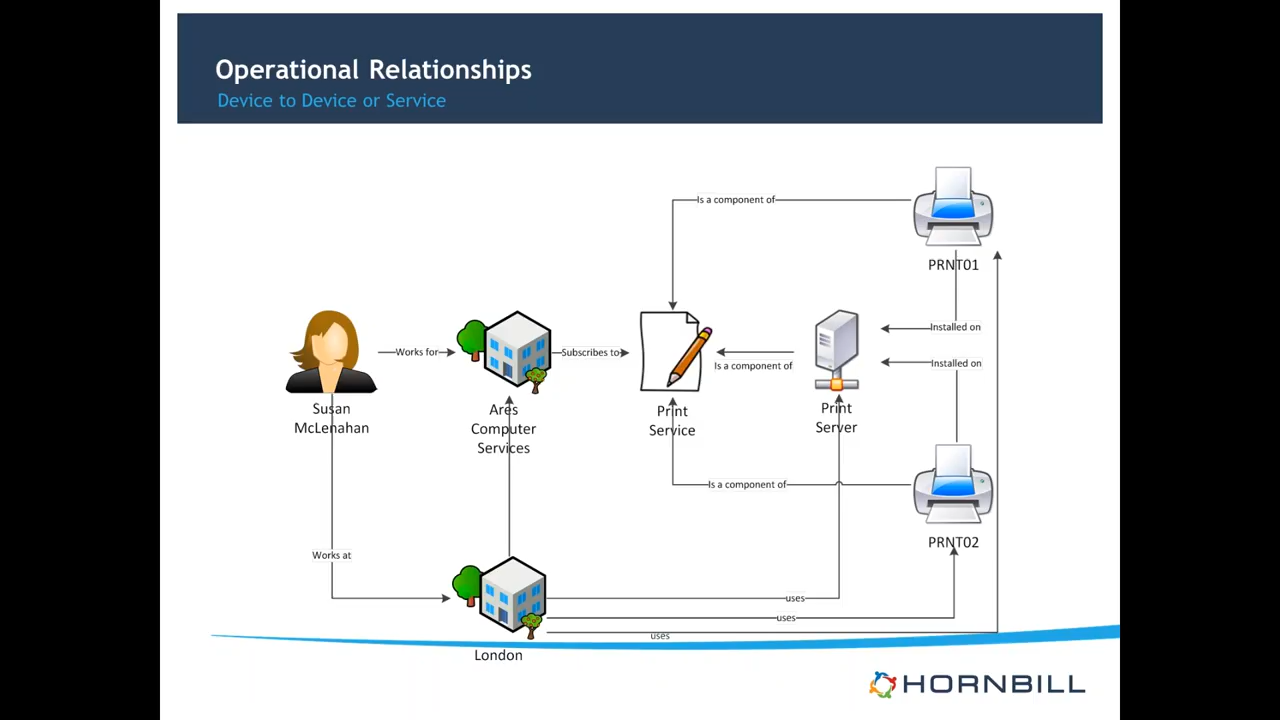 Operational Relationships
Device to Device or Service
Is a component of
PRNT01
Installed on
Works for
Subscribes to
Is a component of
Installed on
Susan
McLenahan
Ares
Computer
Services
Print
Service
Print
Server
Is a component of
PRNT02
Works at
uses
uses
uses
London
HORNBILL